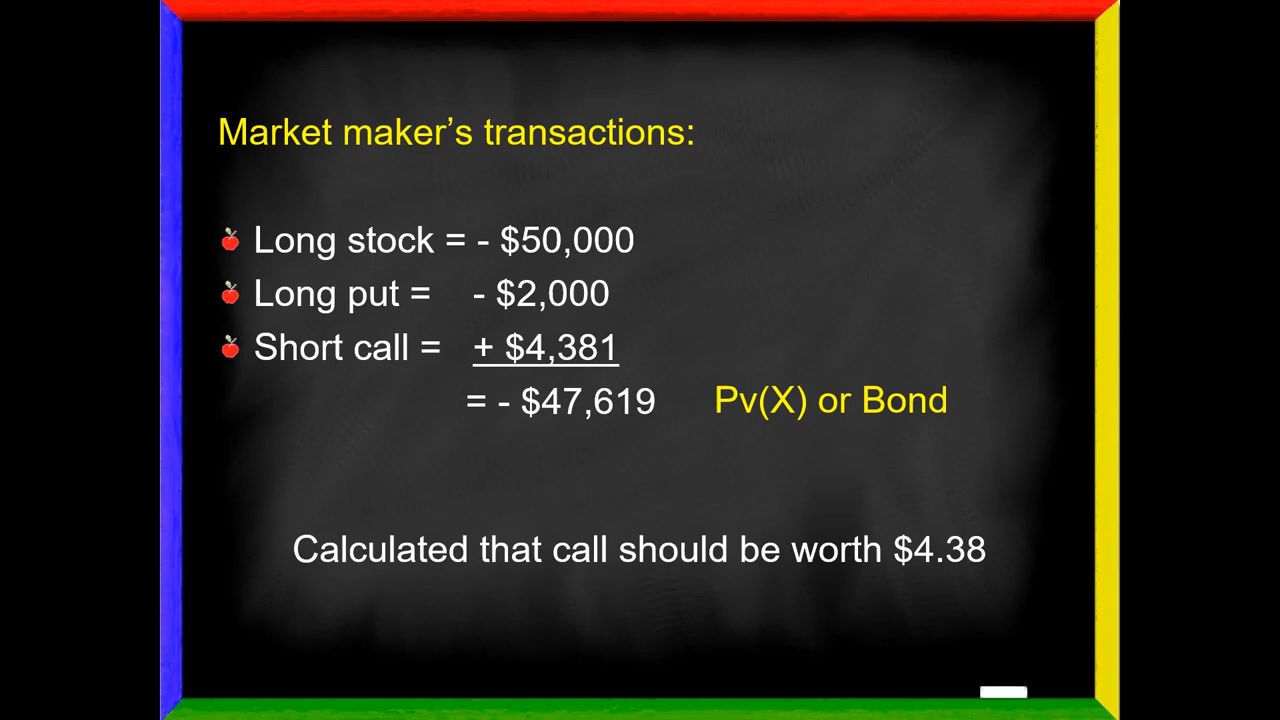 Market maker’s transactions:
Long stock = - $50,000
Long put = - $2,000
Short call = + $4,381
= - $47,619 Pv(X) or Bond
Calculated that call should be worth $4.38